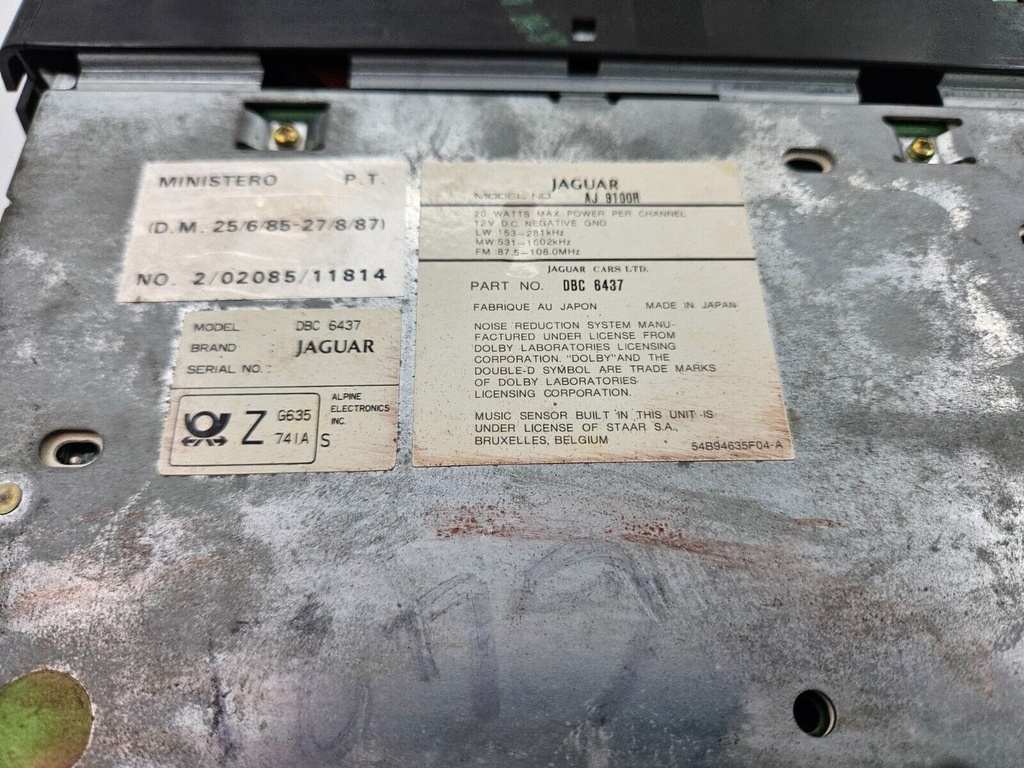 MINISTERO P.T.
(D.M. 25/6/85-27/8/87)
NO. 2/02085/11814
MODEL DBC 6437
BRAND JAGUAR
SERIAL NO. :
Z G635
741A S
ALPINE
ELECTRONICS
INC.
JAGUAR
MODEL NO. AJ 9100R
20 WATTS MAX. POWER PER CHANNEL
12V D.C. NEGATIVE GND
LW 153-281kHz
MW 531-1602kHz
FM 87.5-108.0MHz
JAGUAR CARS LTD.
PART NO. DBC 6437
FABRIQUE AU JAPON MADE IN JAPAN
NOISE REDUCTION SYSTEM MANU-
FACTURED UNDER LICENSE FROM
DOLBY LABORATORIES LICENSING
CORPORATION. "DOLBY" AND THE
DOUBLE-D SYMBOL ARE TRADE MARKS
OF DOLBY LABORATORIES
LICENSING CORPORATION.
MUSIC SENSOR BUILT IN THIS UNIT IS
UNDER LICENSE OF STAAR S.A.,
BRUXELLES, BELGIUM
54B94635F04-A